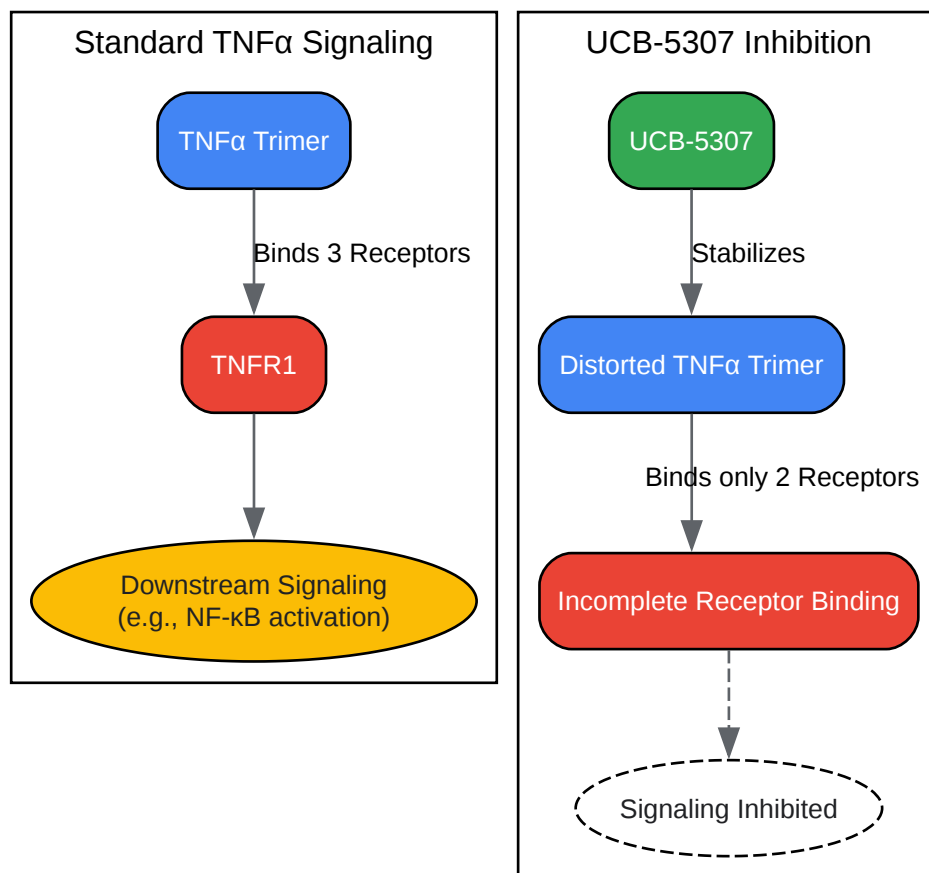 Standard TNFα Signaling
TNFα Trimer
Binds 3 Receptors
TNFR1
Downstream Signaling
(e.g., NF-κB activation)
UCB-5307 Inhibition
UCB-5307
Stabilizes
Distorted TNFα Trimer
Binds only 2 Receptors
Incomplete Receptor Binding
Signaling Inhibited